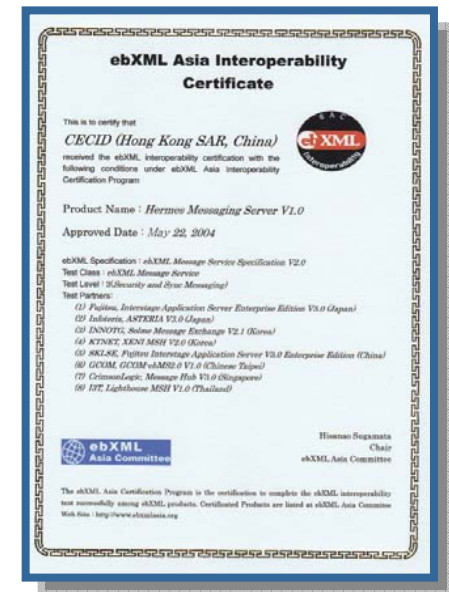 ebXML Asia Interoperability
Certificate
This is to certify that
CECID (Hong Kong SAR, China)
received the ebXML interoperability certification with the
following conditions under ebXML Asia Interoperability
Certification Program
EAC
ebXML
Interoperability
Product Name : Hermes Messaging Server V1.0
Approved Date : May 22, 2004
ebXML Specification : ebXML Message Service Specification V2.0
Test Class : ebXML Message Service
Test Level : 3(Security and Sync Messaging)
Test Partners:
(1) Fujitsu, Interstage Application Server Enterprise Edition V5.0 (Japan)
(2) Infoteria, ASTERIA V3.0 (Japan)
(3) INNOTG, Solme Message Exchange V2.1 (Korea)
(4) KTNET, XENI MSH V2.0 (Korea)
(5) SKLSE, Fujitsu Interstage Application Server V5.0 Enterprise Edition (China)
(6) GCOM, GCOM-ebMS2.0 V1.0 (Chinese Taipei)
(7) CrimsonLogic, Message Hub V3.0 (Singapore)
(8) I3T, Lighthouse MSH V1.0 (Thailand)
ebXML
Asia Committee
Hisanao Sugamata
Chair
ebXML Asia Committee
The ebXML Asia Certification Program is the certification to complete the ebXML interoperability
test successfully among ebXML products. Certificated Products are listed at ebXML Asia Committee
Web Site : http://www.ebxmlasia.org